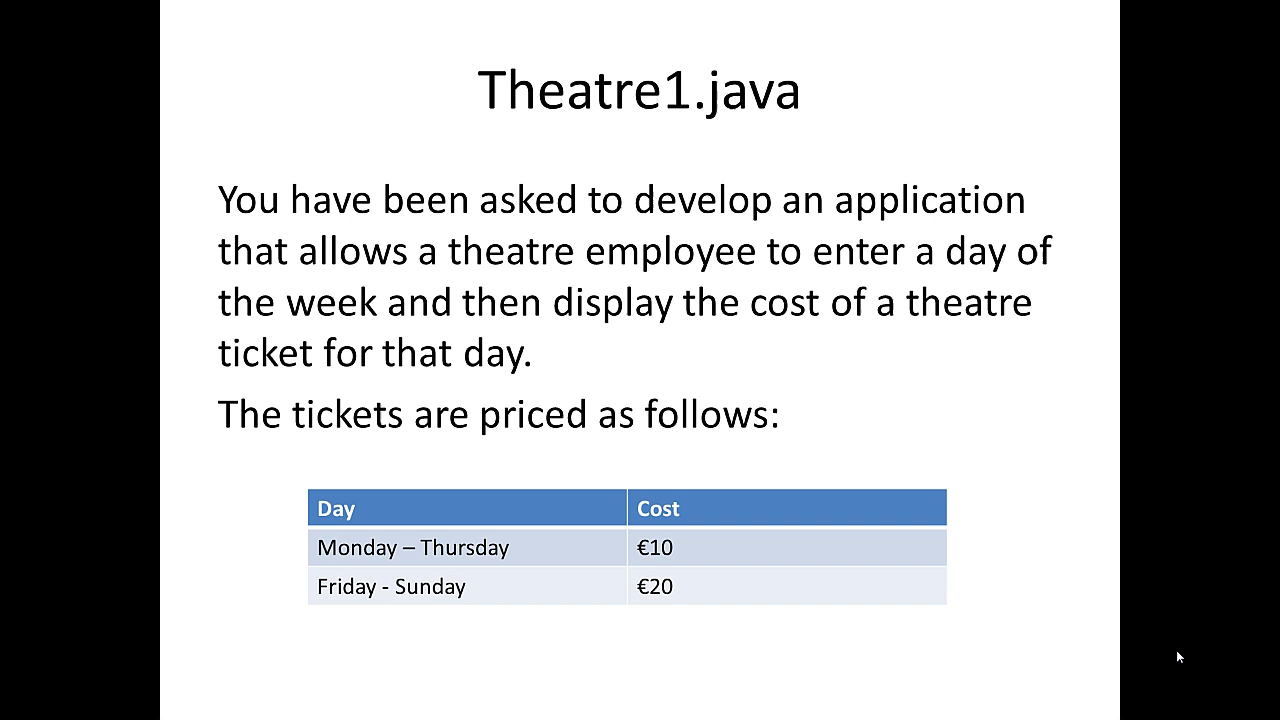 Theatre1.java
You have been asked to develop an application
that allows a theatre employee to enter a day of
the week and then display the cost of a theatre
ticket for that day.
The tickets are priced as follows:
Day Cost
Monday – Thursday €10
Friday - Sunday €20